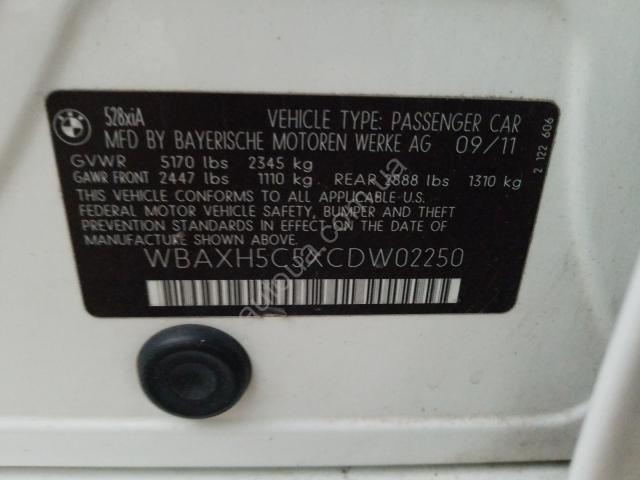 BMW
528xiA
VEHICLE TYPE: PASSENGER CAR
MFD BY BAYERISCHE MOTOREN WERKE AG 09/11
GVWR 5170 lbs 2345 kg
GAWR FRONT 2447 lbs 1110 kg REAR 2888 lbs 1310 kg
THIS VEHICLE CONFORMS TO ALL APPLICABLE U.S.
FEDERAL MOTOR VEHICLE SAFETY, BUMPER AND THEFT
PREVENTION STANDARDS IN EFFECT ON THE DATE
OF MANUFACTURE SHOWN ABOVE
WBAXH5C5XCDW02250
2 122 606